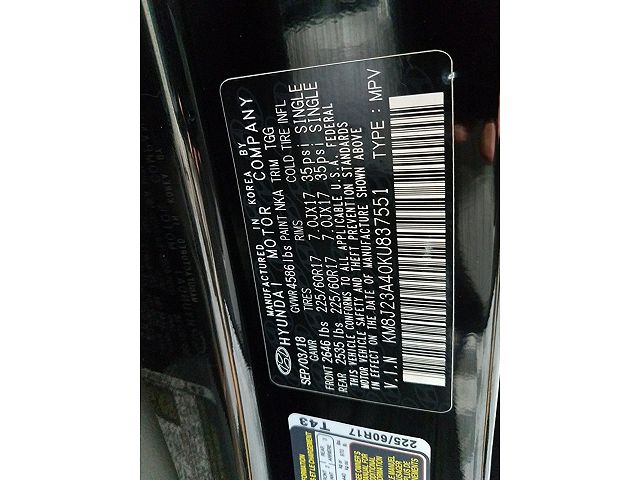 MANUFACTURED IN KOREA BY
HYUNDAI MOTOR COMPANY
SEP/03/18 GVWR 4586 lbs PAINT NKA TRIM TGG
GAWR TIRES RIMS COLD TIRE INFL
FRONT 2646 lbs 225/60R17 7.0JX17 35psi SINGLE
REAR 2535 lbs 225/60R17 7.0JX17 35psi SINGLE
THIS VEHICLE CONFORMS TO ALL APPLICABLE U.S.A. FEDERAL
MOTOR VEHICLE SAFETY AND THEFT PREVENTION STANDARDS
IN EFFECT ON THE DATE OF MANUFACTURE SHOWN ABOVE
KM8J23A40KU837551
V.I.N TYPE : MPV
T43
225/60R17